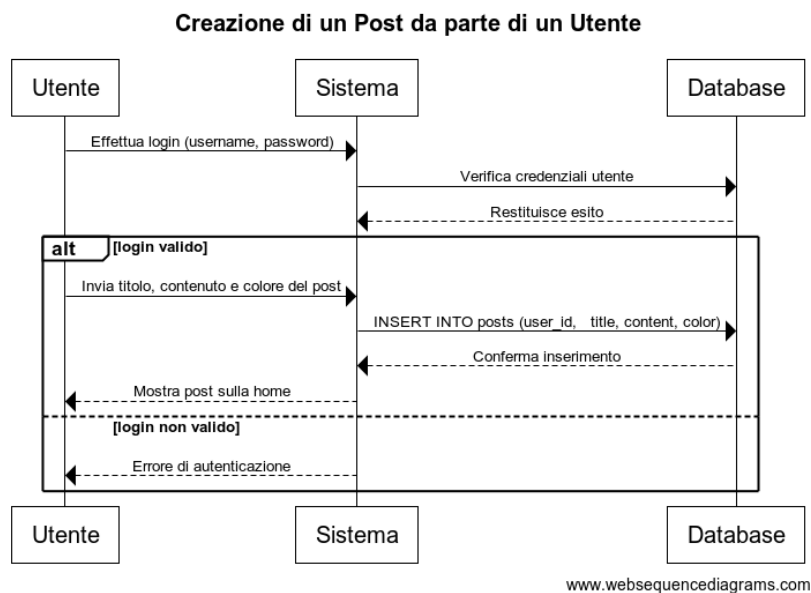 Creazione di un Post da parte di un Utente
Utente
Sistema
Database
Effettua login (username, password)
Verifica credenziali utente
Restituisce esito
alt
[login valido]
Invia titolo, contenuto e colore del post
INSERT INTO posts (user_id, title, content, color)
Conferma inserimento
Mostra post sulla home
[login non valido]
Errore di autenticazione
Utente
Sistema
Database
www.websequencediagrams.com